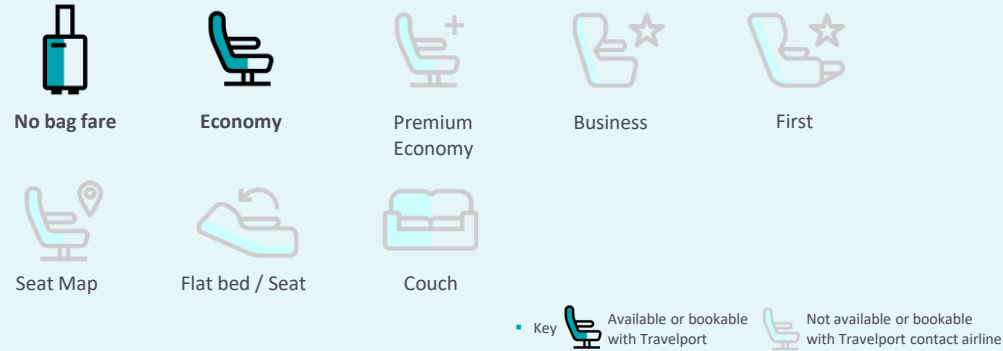 No bag fare
Economy
Premium
Economy
Business
First
Seat Map
Flat bed / Seat
Couch
Key
Available or bookable
with Travelport
Not available or bookable
with Travelport contact airline